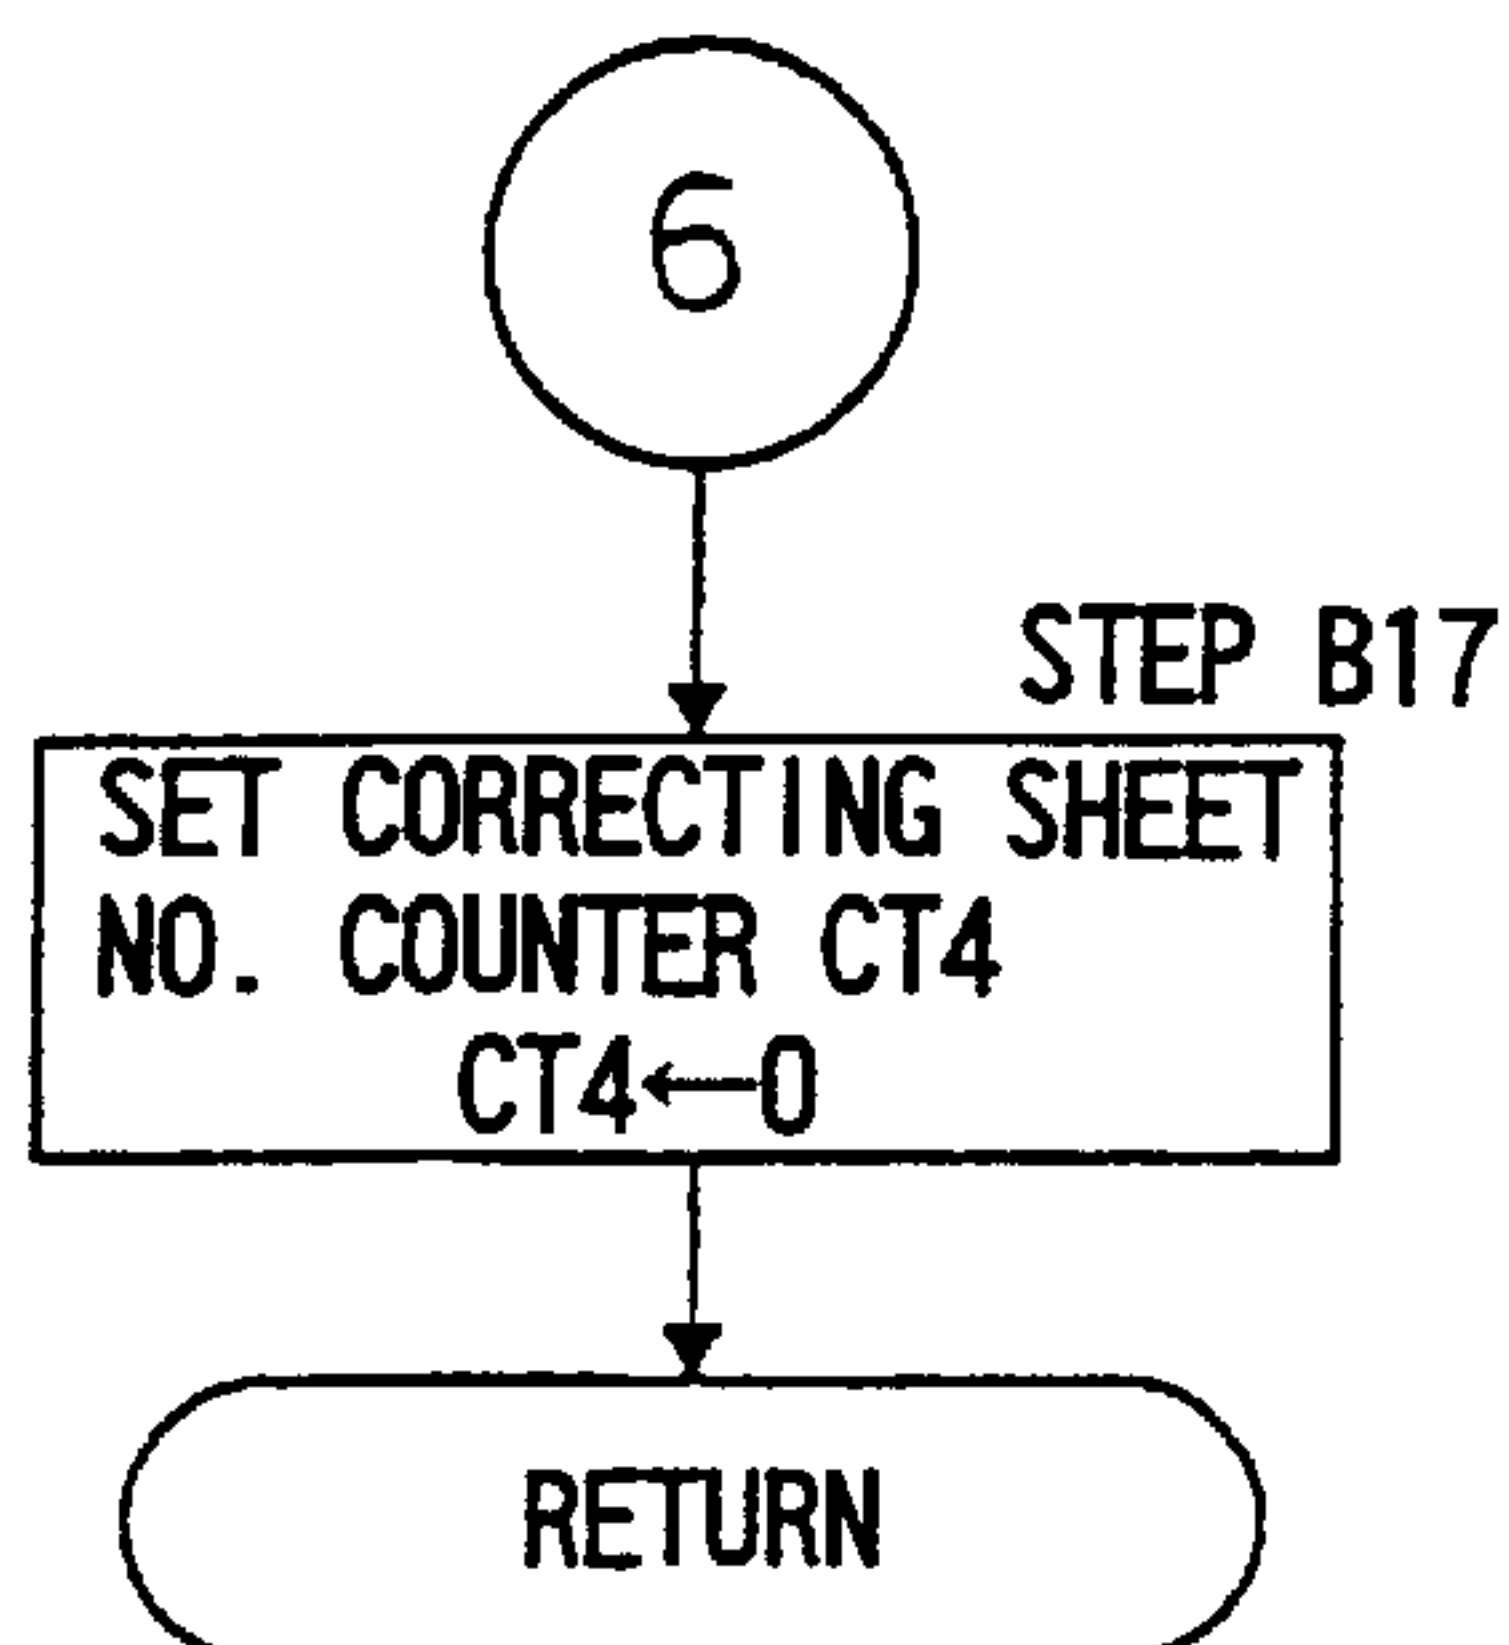 6
STEP B17
SET CORRECTING SHEET
NO. COUNTER CT4
CT4←0
RETURN